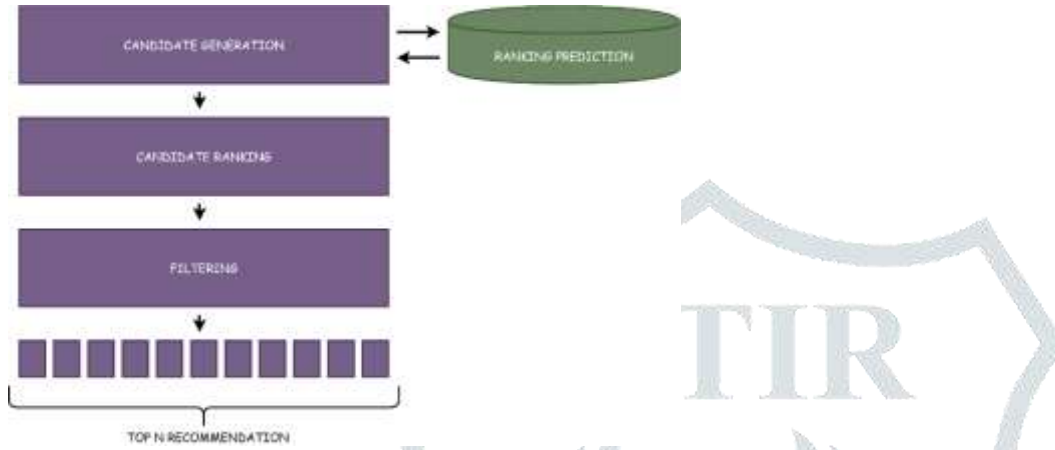 CANDIDATE GENERATION
RANKING PREDICTION
CANDIDATE RANKING
FILTERING
TOP N RECOMMENDATION
TIR